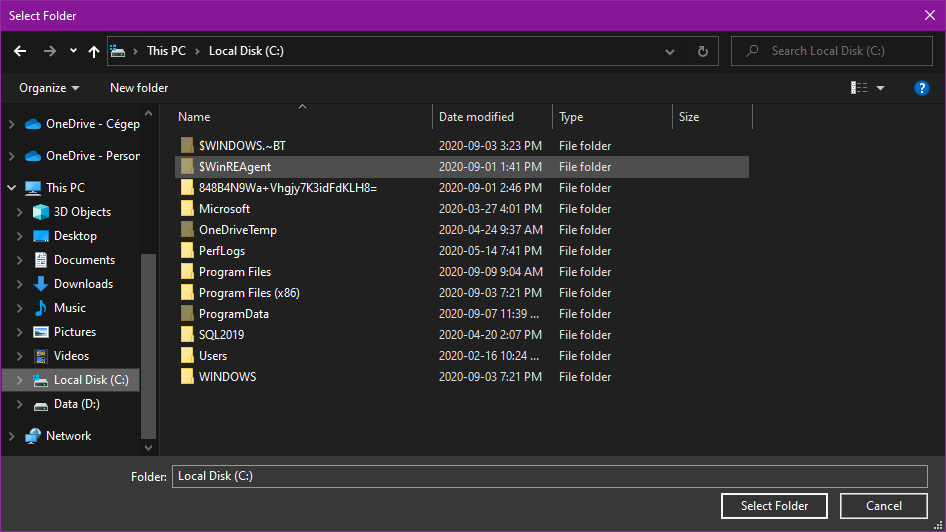 Select Folder
This PC Local Disk (C:) Search Local Disk (C:)
Organize New folder ?
Name Date modified Type Size
OneDrive - Cégep
OneDrive - Person
This PC
3D Objects
Desktop
Documents
Downloads
Music
Pictures
Videos
Local Disk (C:)
Data (D:)
Network
$WINDOWS.~BT 2020-09-03 3:23 PM File folder
$WinREAgent 2020-09-01 1:41 PM File folder
848B4N9Wa+Vhgjy7K3idFdKLH8= 2020-09-01 2:46 PM File folder
Microsoft 2020-03-27 4:01 PM File folder
OneDriveTemp 2020-04-24 9:37 AM File folder
PerfLogs 2020-05-14 7:41 PM File folder
Program Files 2020-09-09 9:04 AM File folder
Program Files (x86) 2020-09-03 7:21 PM File folder
ProgramData 2020-09-07 11:39 ... File folder
SQL2019 2020-04-20 2:07 PM File folder
Users 2020-02-16 10:24 ... File folder
WINDOWS 2020-09-03 7:21 PM File folder
Folder: Local Disk (C:)
Select Folder Cancel